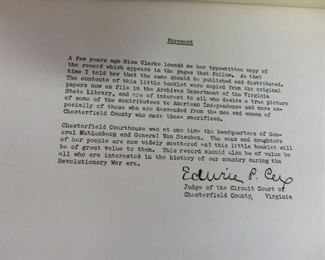 Foreword
A few years ago Miss Clarke loaned me her typewritten copy of
the record which appears in the pages that follow. At that
time I told her that the same should be published and distributed.
The contents of this little booklet were copied from the original
papers now on file in the Archives Department of the Virginia
State Library, and are of interest to all who desire a true picture
of some of the contributors to American Independence and more es-
pecially of those who are descended from the men and women of
Chesterfield County who made those sacrifices.
Chesterfield Courthouse was at one time the headquarters of Gen-
eral Muhlenberg and General Von Steuben. The sons and daughters
of her people are now widely scattered and this little booklet will
be of great value to them. This record should also be of value to
all who are interested in the history of our country during the
Revolutionary War era.
Edwin P. Cox
Judge of the Circuit Court of
Chesterfield County, Virginia